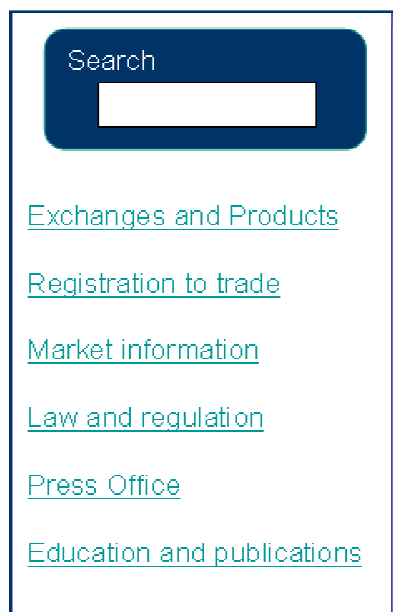 Search
Exchanges and Products
Registration to trade
Market information
Law and regulation
Press Office
Education and publications